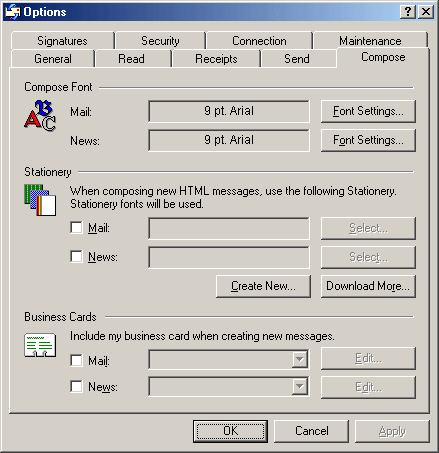 Options
Signatures Security Connection Maintenance
General Read Receipts Send Compose
Compose Font
Mail: 9 pt. Arial Font Settings...
News: 9 pt. Arial Font Settings...
Stationery
When composing new HTML messages, use the following Stationery.
Stationery fonts will be used.
Mail: Select...
News: Select...
Create New... Download More...
Business Cards
Include my business card when creating new messages.
Mail: Edit...
News: Edit...
OK Cancel Apply